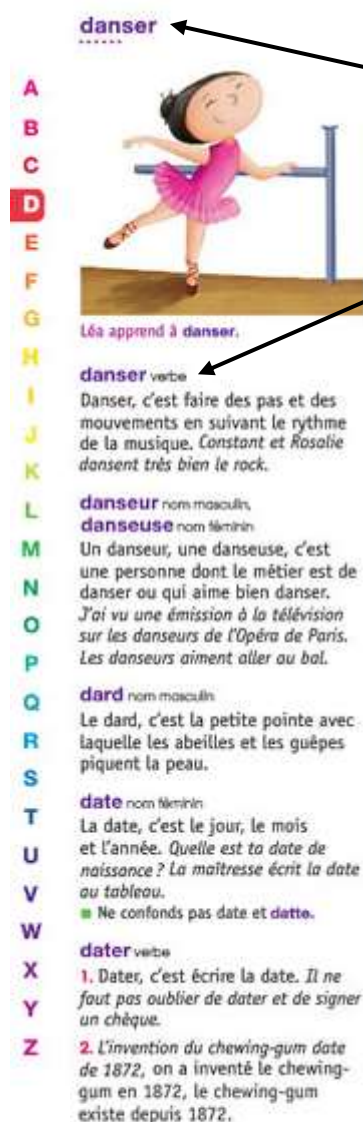 danser
A
B
C
D
E
F
G
H
I
J
K
L
M
N
O
P
Q
R
S
T
U
V
W
X
Y
Z
Léa apprend à danser.
danser verbe
Danser, c'est faire des pas et des
mouvements en suivant le rythme
de la musique. Constant et Rosalie
dansent très bien le rock.
danseur nom masculin,
danseuse nom féminin
Un danseur, une danseuse, c'est
une personne dont le métier est de
danser ou qui aime bien danser.
J'ai vu une émission à la télévision
sur les danseurs de l'Opéra de Paris.
Les danseurs aiment aller au bal.
dard nom masculin
Le dard, c'est la petite pointe avec
laquelle les abeilles et les guêpes
piquent la peau.
date nom féminin
La date, c'est le jour, le mois
et l'année. Quelle est ta date de
naissance ? La maîtresse écrit la date
au tableau.
Ne confonds pas date et datte.
dater verbe
1. Dater, c'est écrire la date. Il ne
faut pas oublier de dater et de signer
un chèque.
2. L'invention du chewing-gum date
de 1872, on a inventé le chewing-
gum en 1872, le chewing-gum
existe depuis 1872.